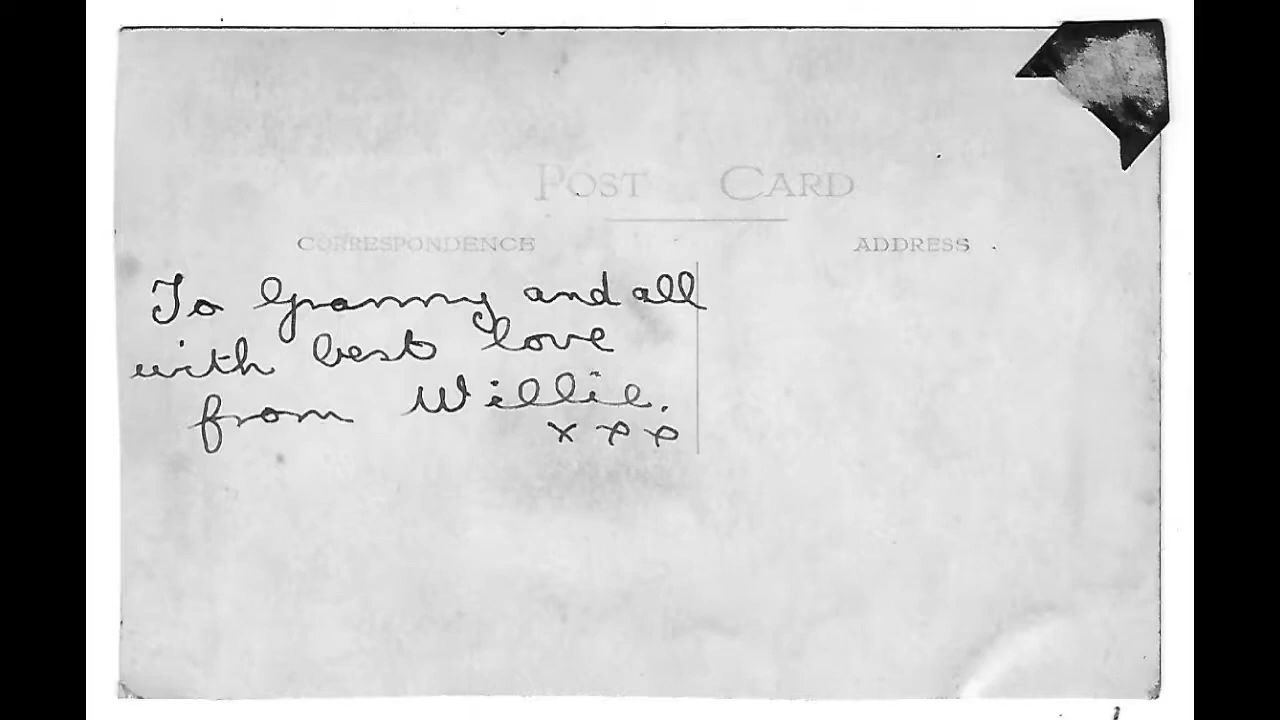 POST CARD
CORRESPONDENCE
ADDRESS
To Granny and all
with best love
from Willie.
x x x